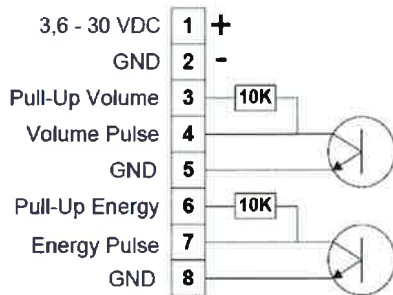 3,6 - 30 VDC 1 +
GND 2 -
Pull-Up Volume 3 10K
Volume Pulse 4
GND 5
Pull-Up Energy 6 10K
Energy Pulse 7
GND 8